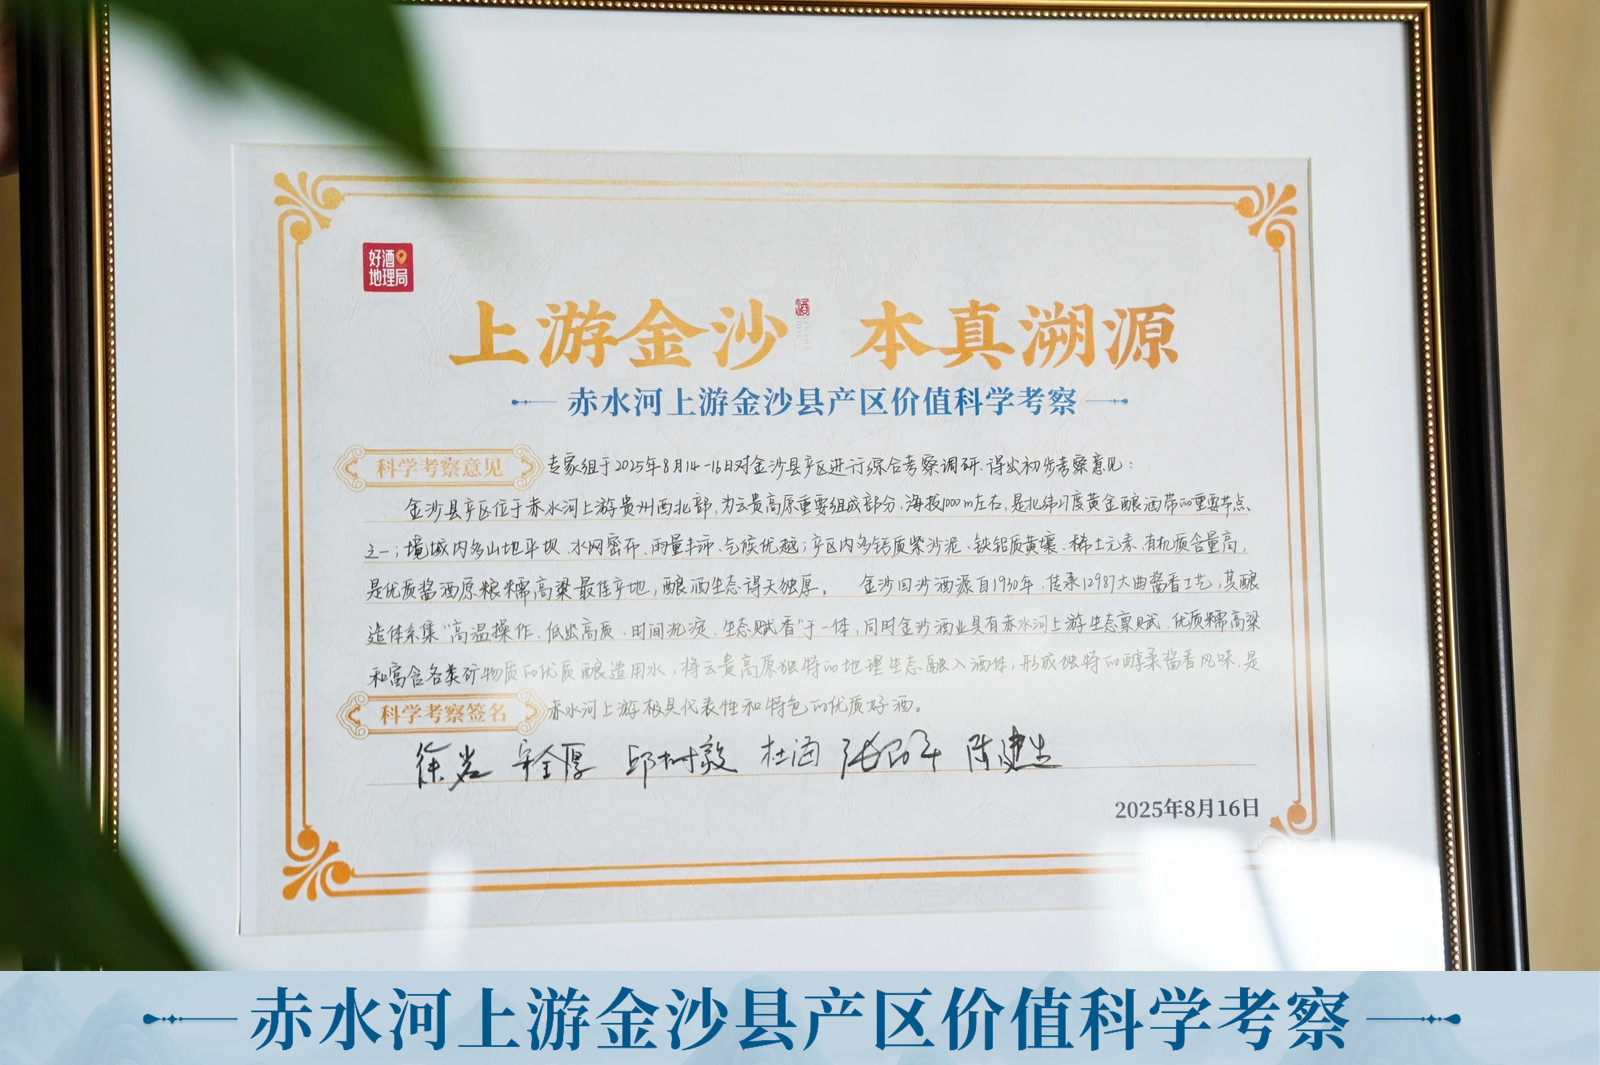 好酒
地理局
上游金沙 本真溯源
赤水河上游金沙县产区价值科学考察
科学考察意见 专家组于2025年8月14-16日对金沙县产区进行综合考察调研,得出初步考察意见:
金沙县产区位于赤水河上游贵州西北部,为云贵高原重要组成部分,海拔1000m左右,是北纬27度黄金酿酒带的重要节点
之一;境域内多山地平坝、水网密布、雨量丰沛、气候优越;产区内多钙质紫沙泥、铁铝质黄壤、稀土元素、有机质含量高,
是优质酱酒原粮糯高粱最佳产地,酿酒生态得天独厚。 金沙回沙酒源自1930年,传承12987大曲酱香工艺,其酿
造体系集"高温操作、低出高质、时间沉淀、生态赋香"于一体,同时金沙酒业具有赤水河上游生态禀赋、优质糯高粱
和富含各类矿物质的优质酿造用水,将云贵高原独特的地理生态融入酒体,形成独特的醇柔酱香风味,是
科学考察签名 赤水河上游极具代表性和特色的优质好酒。
徐岩 宋全厚 邱树毅 杜海 陈建生
2025年8月16日
赤水河上游金沙县产区价值科学考察